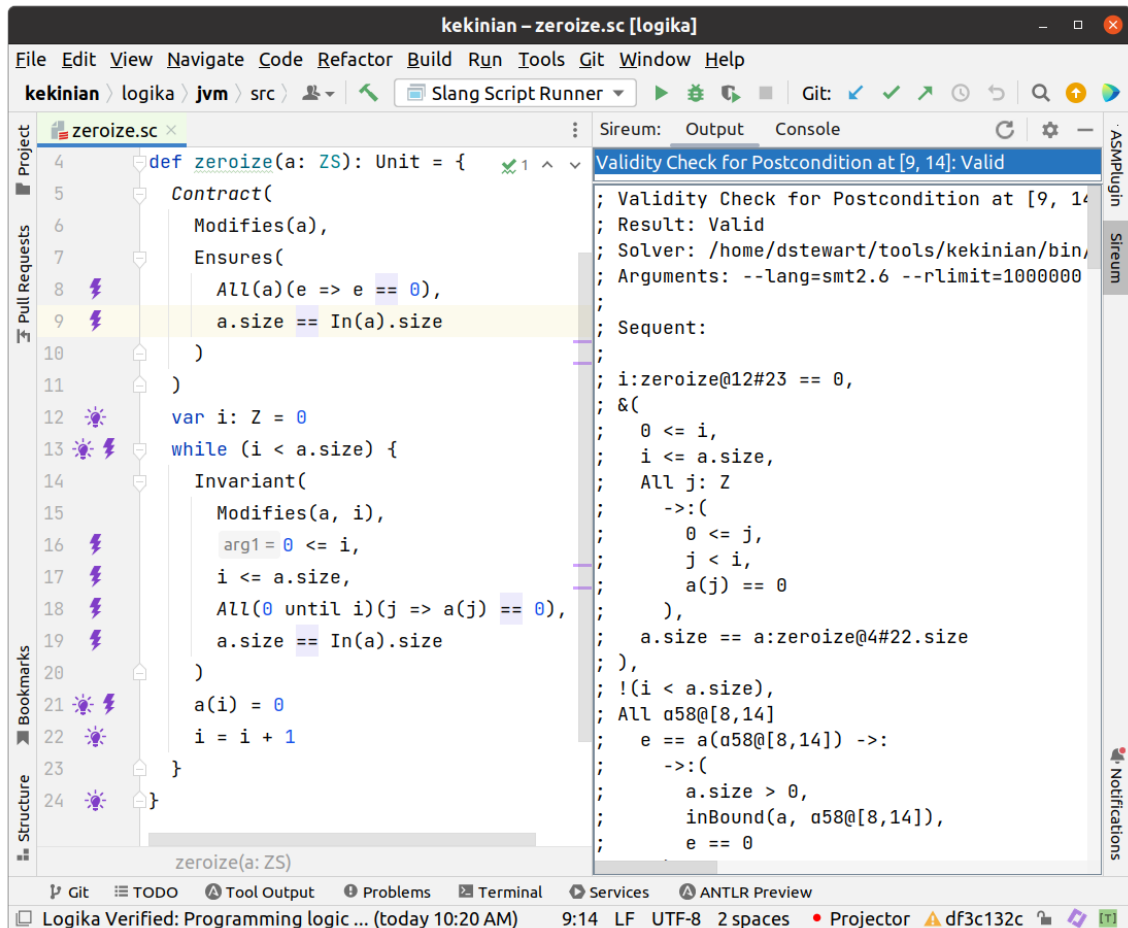 kekinian – zeroize.sc [logika]
File Edit View Navigate Code Refactor Build Run Tools Git Window Help
kekinian logika jvm src Slang Script Runner Git:
Project
Pull Requests
Bookmarks
Structure
zeroize.sc
4 def zeroize(a: ZS): Unit = { 1
5 Contract(
6 Modifies(a),
7 Ensures(
8 All(a)(e => e == 0),
9 a.size == In(a).size
10 )
11 )
12 var i: Z = 0
13 while (i < a.size) {
14 Invariant(
15 Modifies(a, i),
16 arg1 = 0 <= i,
17 i <= a.size,
18 All(0 until i)(j => a(j) == 0),
19 a.size == In(a).size
20 )
21 a(i) = 0
22 i = i + 1
23 }
24 }
zeroize(a: ZS)
Sireum: Output Console
Validity Check for Postcondition at [9, 14]: Valid
; Validity Check for Postcondition at [9, 14
; Result: Valid
; Solver: /home/dstewart/tools/kekinian/bin/
; Arguments: --lang=smt2.6 --rlimit=1000000
;
; Sequent:
;
; i:zeroize@12#23 == 0,
; &(
; 0 <= i,
; i <= a.size,
; All j: Z
; ->:(
; 0 <= j,
; j < i,
; a(j) == 0
; ),
; a.size == a:zeroize@4#22.size
; ),
; !(i < a.size),
; All α58@[8,14]
; e == a(α58@[8,14]) ->:
; ->:(
; a.size > 0,
; inBound(a, α58@[8,14]),
; e == 0
ASMPlugin
Sireum
Notifications
Git TODO Tool Output Problems Terminal Services ANTLR Preview
Logika Verified: Programming logic ... (today 10:20 AM) 9:14 LF UTF-8 2 spaces Projector df3c132c [T]